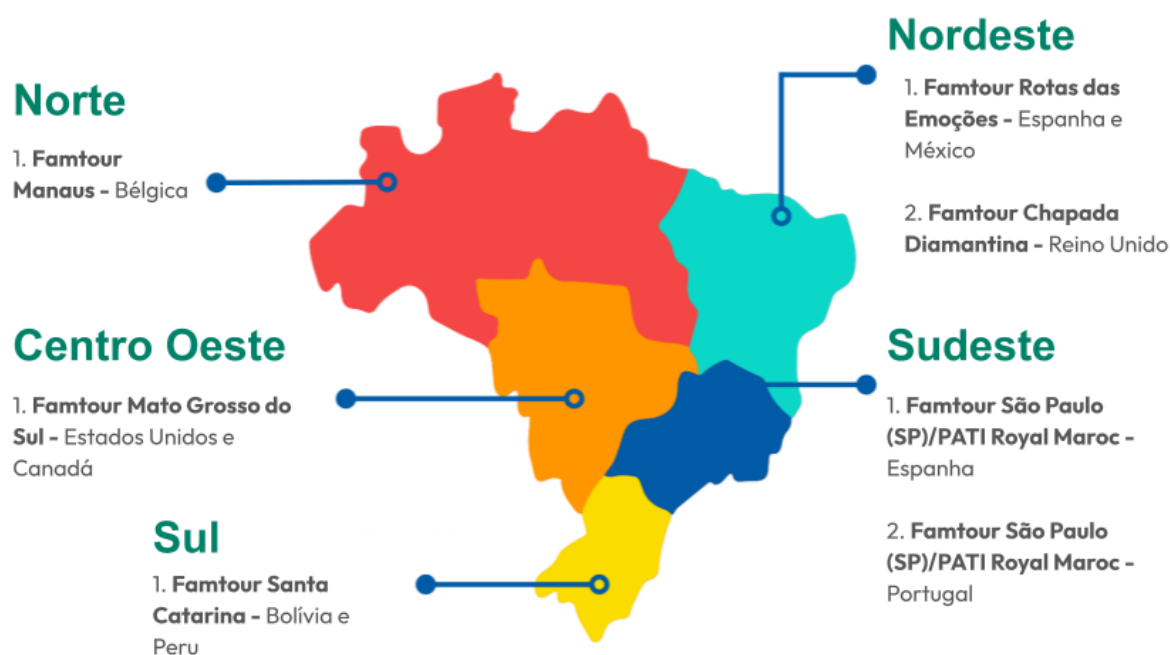 Norte
1. Famtour
Manaus - Bélgica
Nordeste
1. Famtour Rotas das
Emoções - Espanha e
México
2. Famtour Chapada
Diamantina - Reino Unido
Centro Oeste
1. Famtour Mato Grosso do
Sul - Estados Unidos e
Canadá
Sudeste
1. Famtour São Paulo
(SP)/PATI Royal Maroc -
Espanha
2. Famtour São Paulo
(SP)/PATI Royal Maroc -
Portugal
Sul
1. Famtour Santa
Catarina - Bolívia e
Peru